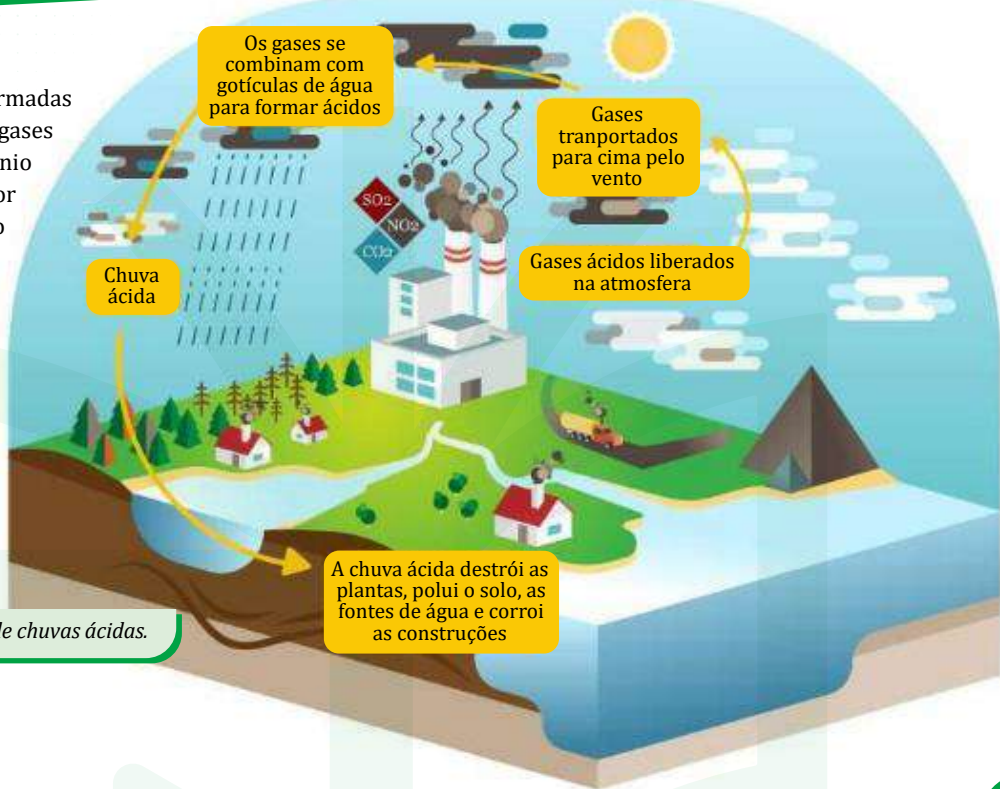 rmadas
gases
nio
or
o
Os gases se
combinam com
gotículas de água
para formar ácidos
Gases
tranportados
para cima pelo
vento
Gases ácidos liberados
na atmosfera
SO2
NO2
CO2
Chuva
ácida
A chuva ácida destrói as
plantas, polui o solo, as
fontes de água e corroi
as construções
de chuvas ácidas.